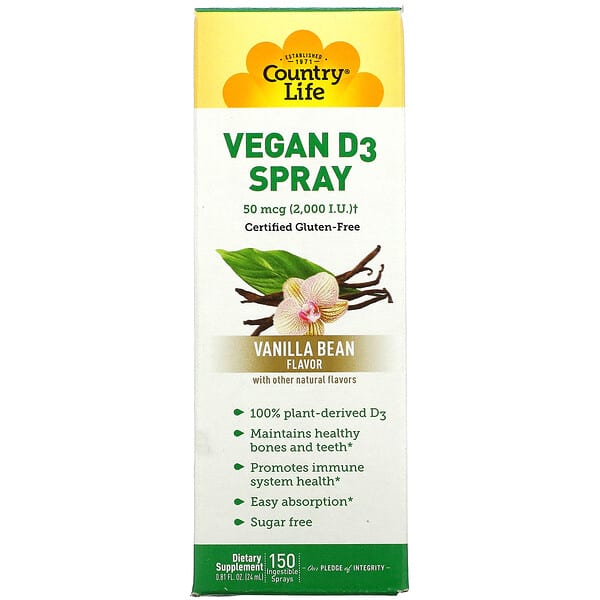 ESTABLISHED
1971
Country®
Life
VEGAN D3
SPRAY
50 mcg (2,000 I.U.)†
Certified Gluten-Free
VANILLA BEAN
FLAVOR
with other natural flavors
100% plant-derived D3
Maintains healthy
bones and teeth*
Promotes immune
system health*
Easy absorption*
Sugar free
Dietary
Supplement
0.81 FL. OZ. (24 mL)
150
Ingestible
Sprays
Our PLEDGE of INTEGRITY